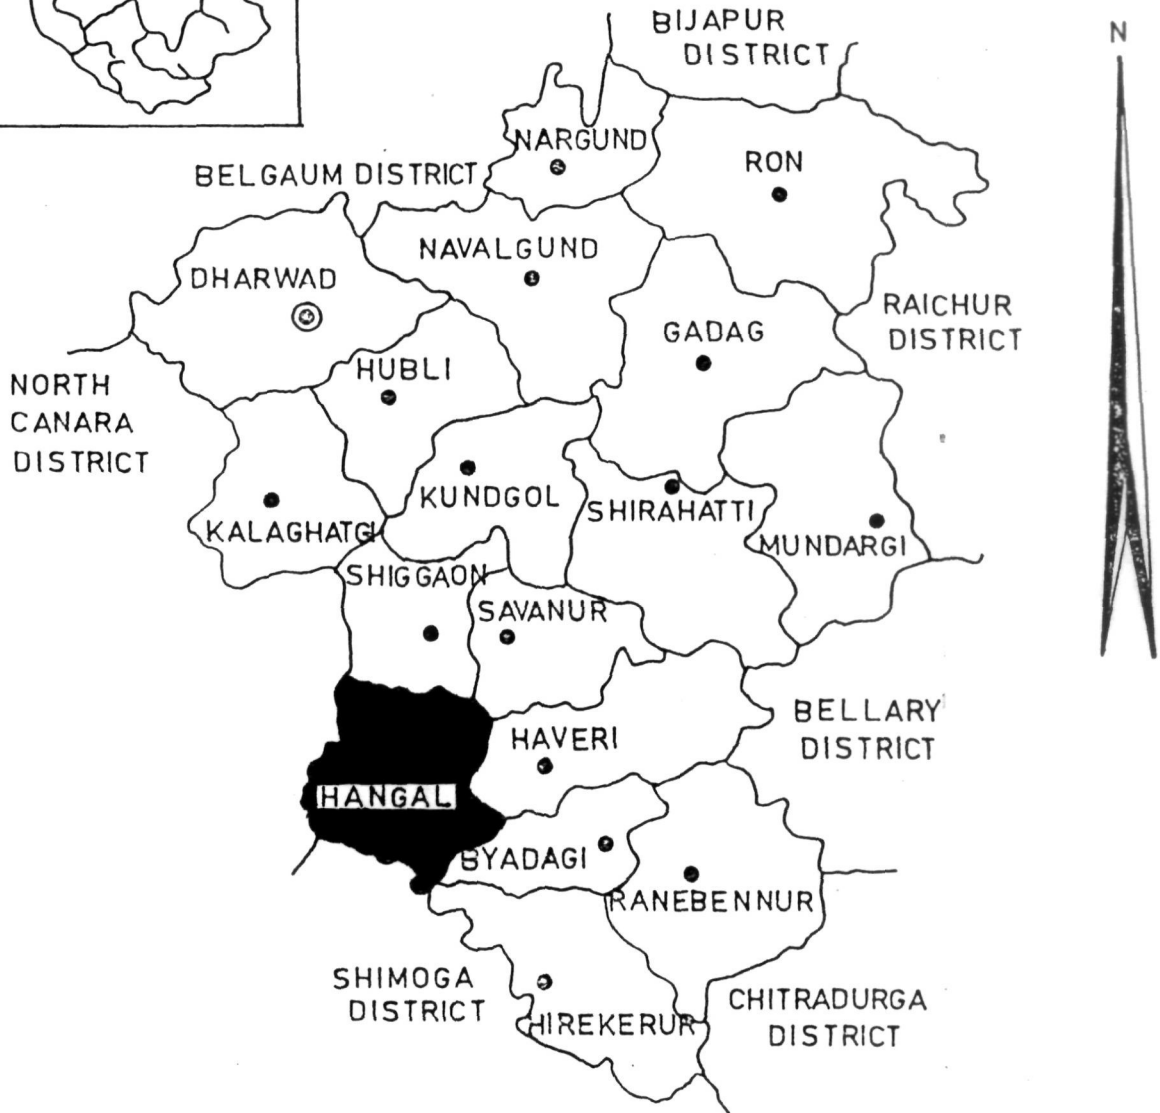 BIJAPUR
DISTRICT
N
NARGUND
RON
BELGAUM DISTRICT
NAVALGUND
DHARWAD
RAICHUR
DISTRICT
GADAG
HUBLI
NORTH
CANARA
DISTRICT
KUNDGOL
SHIRAHATTI
KALAGHATGI
MUNDARGI
SHIGGAON
SAVANUR
BELLARY
DISTRICT
HAVERI
HANGAL
BYADAGI
RANEBENNUR
SHIMOGA
DISTRICT
CHITRADURGA
DISTRICT
HIREKERUR